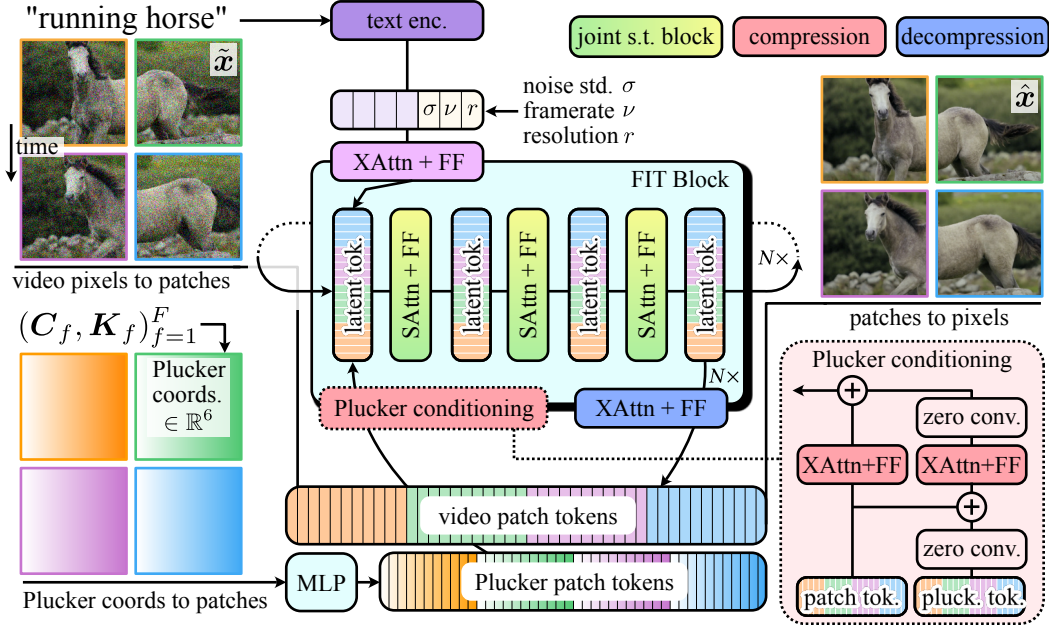 "running horse"
text enc.
joint s.t. block
compression
decompression
x̃
x̂
noise std. σ
framerate ν
resolution r
σ ν r
time
XAttn + FF
FIT Block
latent tok.
SAttn + FF
latent tok.
SAttn + FF
latent tok.
SAttn + FF
latent tok.
N×
N×
video pixels to patches
patches to pixels
(C_f, K_f)_{f=1}^F
Plucker
coords.
∈ ℝ⁶
Plucker conditioning
XAttn + FF
Plucker conditioning
+
zero conv.
XAttn+FF
XAttn+FF
+
zero conv.
patch tok.
pluck. tok.
video patch tokens
MLP
Plucker patch tokens
Plucker coords to patches